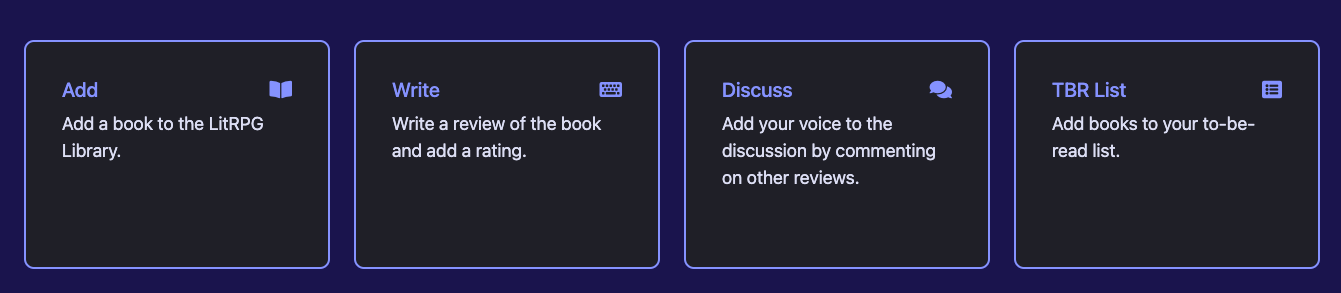 Add
Add a book to the LitRPG
Library.
Write
Write a review of the book
and add a rating.
Discuss
Add your voice to the
discussion by commenting
on other reviews.
TBR List
Add books to your to-be-
read list.